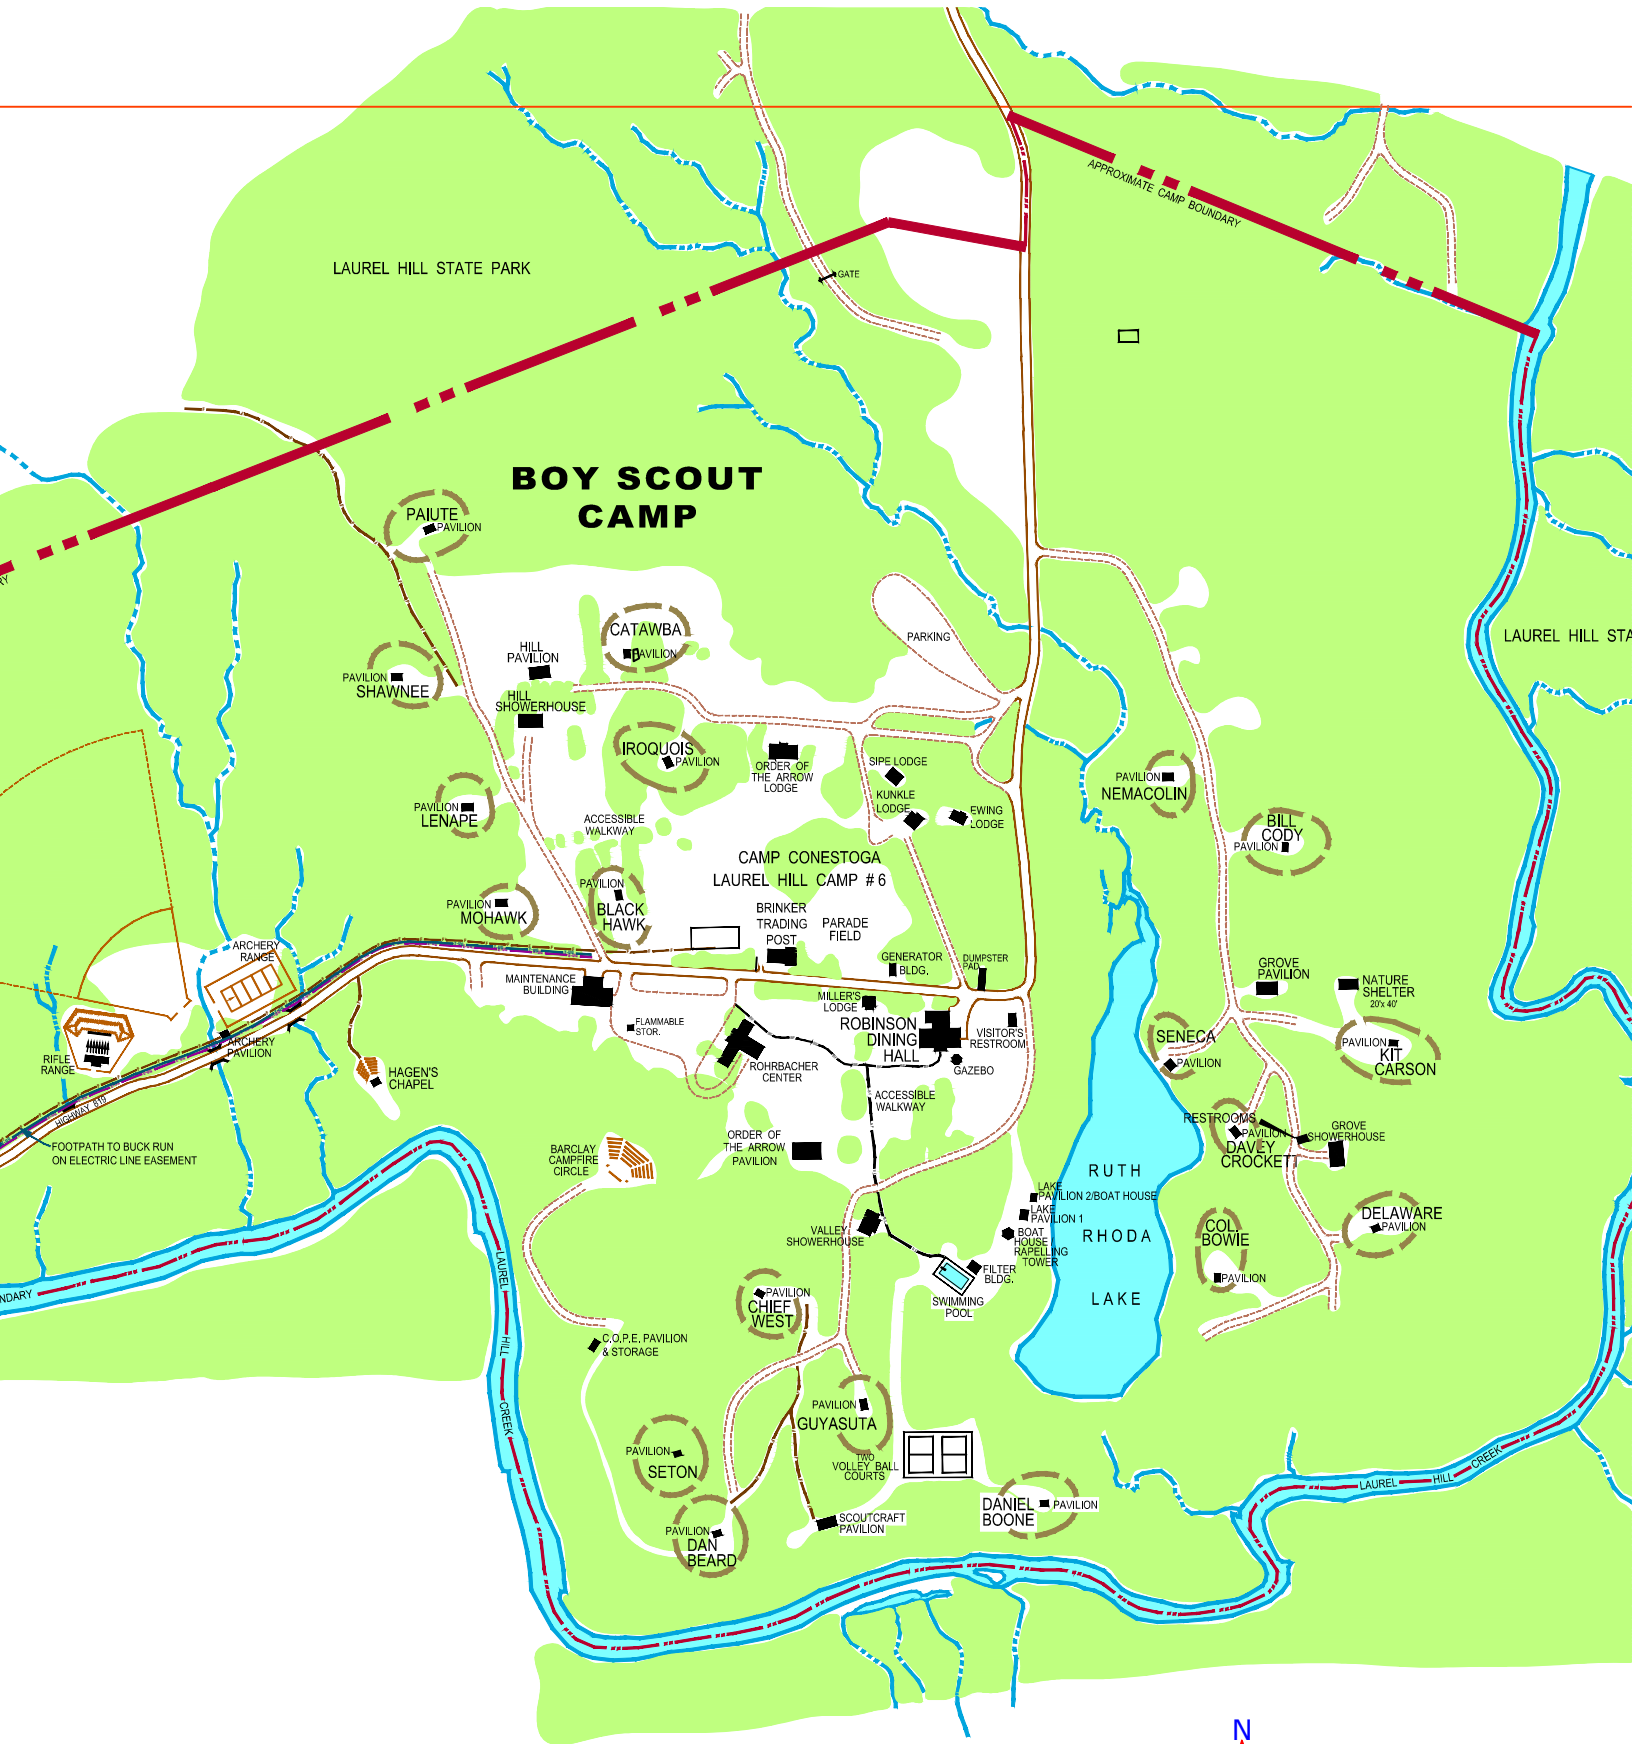 APPROXIMATE CAMP BOUNDARY
LAUREL HILL STATE PARK
GATE
BOY SCOUT
CAMP
PAIUTE
PAVILION
RY
CATAWBA
PAVILION
HILL
PAVILION
PARKING
LAUREL HILL STA
PAVILION
SHAWNEE
HILL
SHOWERHOUSE
IROQUOIS
PAVILION
ORDER OF
THE ARROW
LODGE
SIPE LODGE
KUNKLE
LODGE
EWING
LODGE
PAVILION
NEMACOLIN
PAVILION
LENAPE
ACCESSIBLE
WALKWAY
BILL
CODY
PAVILION
CAMP CONESTOGA
LAUREL HILL CAMP # 6
PAVILION
MOHAWK
PAVILION
BLACK
HAWK
BRINKER
TRADING
POST
PARADE
FIELD
ARCHERY
RANGE
GENERATOR
BLDG.
DUMPSTER
PAD
GROVE
PAVILION
NATURE
SHELTER
20'x 40'
MAINTENANCE
BUILDING
MILLER'S
LODGE
FLAMMABLE
STOR.
ROBINSON
DINING
HALL
VISITOR'S
RESTROOM
SENECA
PAVILION
PAVILION
KIT
CARSON
RIFLE
RANGE
ARCHERY
PAVILION
HAGEN'S
CHAPEL
ROHRBACHER
CENTER
GAZEBO
ACCESSIBLE
WALKWAY
HIGHWAY 819
RESTROOMS
PAVILION
DAVEY
CROCKETT
GROVE
SHOWERHOUSE
FOOTPATH TO BUCK RUN
ON ELECTRIC LINE EASEMENT
BARCLAY
CAMPFIRE
CIRCLE
ORDER OF
THE ARROW
PAVILION
RUTH
RHODA
LAKE
LAKE
PAVILION 2/BOAT HOUSE
LAKE
PAVILION 1
BOAT
HOUSE
RAPELLING
TOWER
DELAWARE
PAVILION
COL.
BOWIE
PAVILION
VALLEY
SHOWERHOUSE
FILTER
BLDG.
SWIMMING
POOL
NDARY
LAUREL
HILL
CREEK
PAVILION
CHIEF
WEST
C.O.P.E. PAVILION
& STORAGE
PAVILION
GUYASUTA
TWO
VOLLEY BALL
COURTS
PAVILION
SETON
LAUREL HILL CREEK
DANIEL
BOONE
PAVILION
SCOUTCRAFT
PAVILION
PAVILION
DAN
BEARD
N